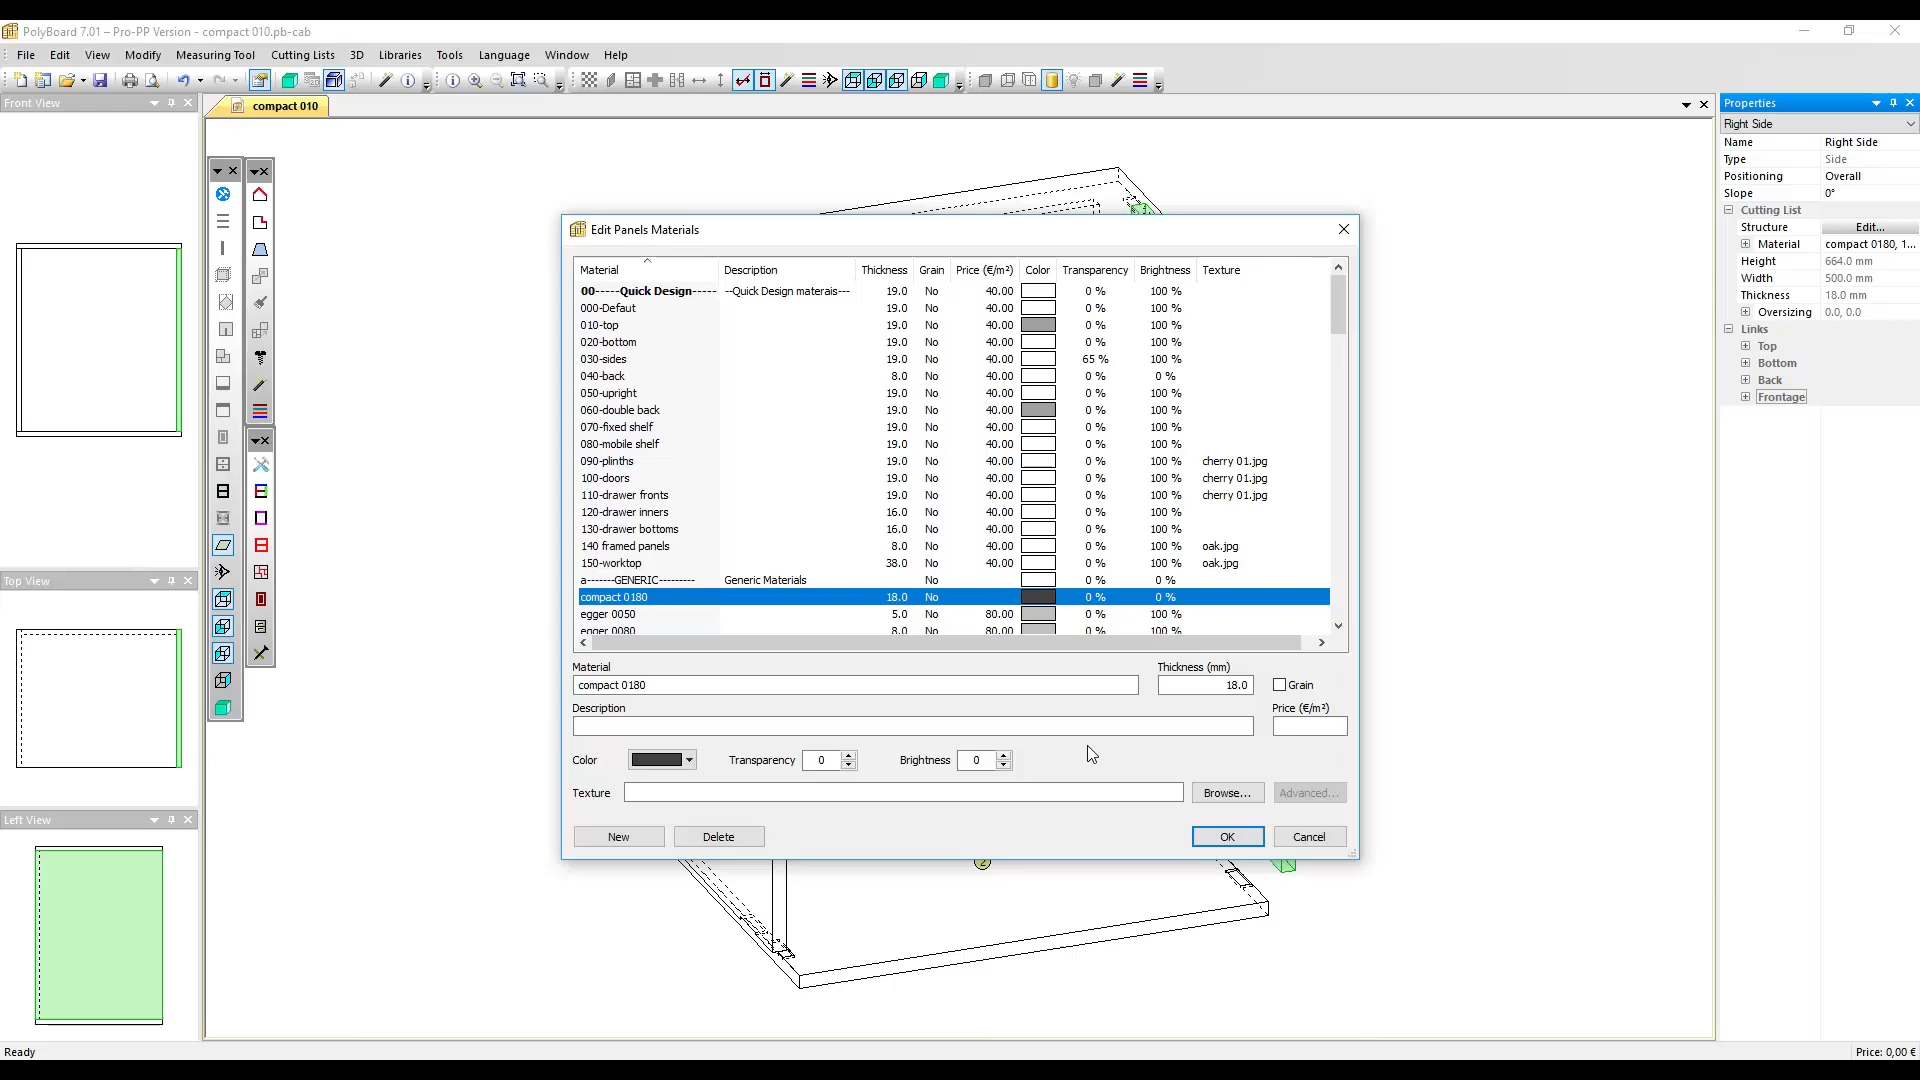 PolyBoard 7.01 - Pro-PP Version - compact 010.pb-cab
File Edit View Modify Measuring Tool Cutting Lists 3D Libraries Tools Language Window Help
Front View
compact 010
Properties
Right Side
Name Right Side
Type Side
Positioning Overall
Slope 0°
Cutting List
Structure Edit...
Material compact 0180, 1...
Height 664.0 mm
Width 500.0 mm
Thickness 18.0 mm
Oversizing 0.0, 0.0
Links
Top
Bottom
Back
Frontage
Top View
Left View
Edit Panels Materials
Material Description Thickness Grain Price (€/m²) Color Transparency Brightness Texture
00-----Quick Design----- --Quick Design materais--- 19.0 No 40.00 0 % 100 %
000-Defaut 19.0 No 40.00 0 % 100 %
010-top 19.0 No 40.00 0 % 100 %
020-bottom 19.0 No 40.00 0 % 100 %
030-sides 19.0 No 40.00 65 % 100 %
040-back 8.0 No 40.00 0 % 0 %
050-upright 19.0 No 40.00 0 % 100 %
060-double back 19.0 No 40.00 0 % 100 %
070-fixed shelf 19.0 No 40.00 0 % 100 %
080-mobile shelf 19.0 No 40.00 0 % 100 %
090-plinths 19.0 No 40.00 0 % 100 % cherry 01.jpg
100-doors 19.0 No 40.00 0 % 100 % cherry 01.jpg
110-drawer fronts 19.0 No 40.00 0 % 100 % cherry 01.jpg
120-drawer inners 16.0 No 40.00 0 % 100 %
130-drawer bottoms 16.0 No 40.00 0 % 100 %
140 framed panels 8.0 No 40.00 0 % 100 % oak.jpg
150-worktop 38.0 No 40.00 0 % 100 % oak.jpg
a-------GENERIC--------- Generic Materials No 0 % 0 %
compact 0180 18.0 No 0 % 0 %
egger 0050 5.0 No 80.00 0 % 100 %
egger 0080 8.0 No 80.00 0 % 100 %
Material Thickness (mm)
compact 0180 18.0 Grain
Description Price (€/m²)
Color Transparency 0 Brightness 0
Texture Browse... Advanced...
New Delete OK Cancel
2
Ready Price: 0,00 €